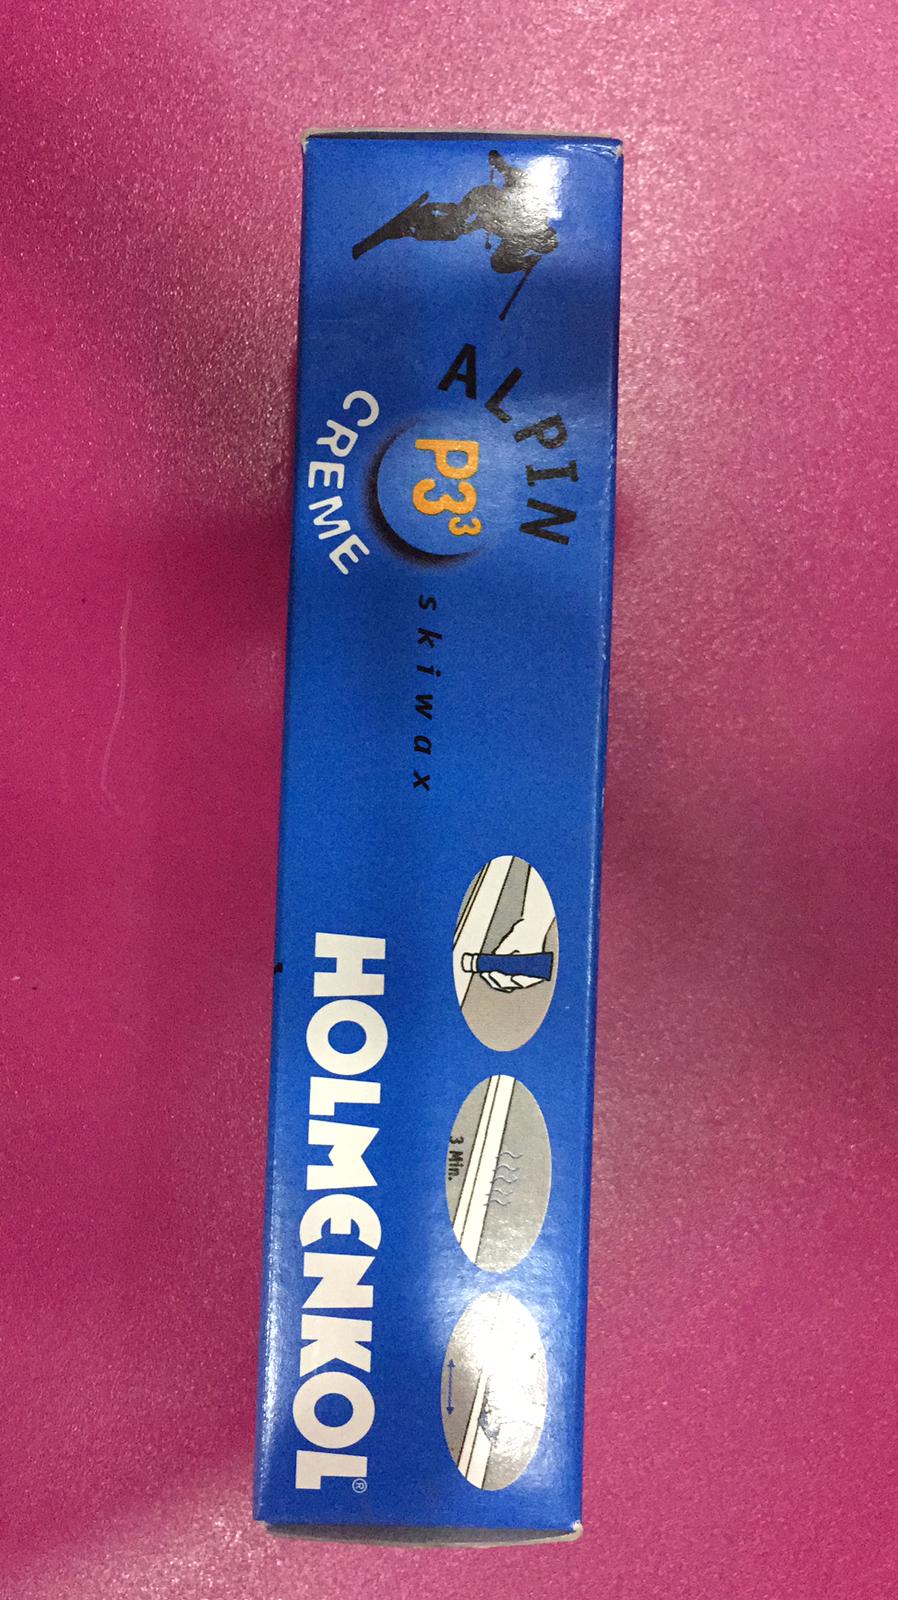 ALPIN
P3³
CREME
skiwax
HOLMENKOL®
3 Min.